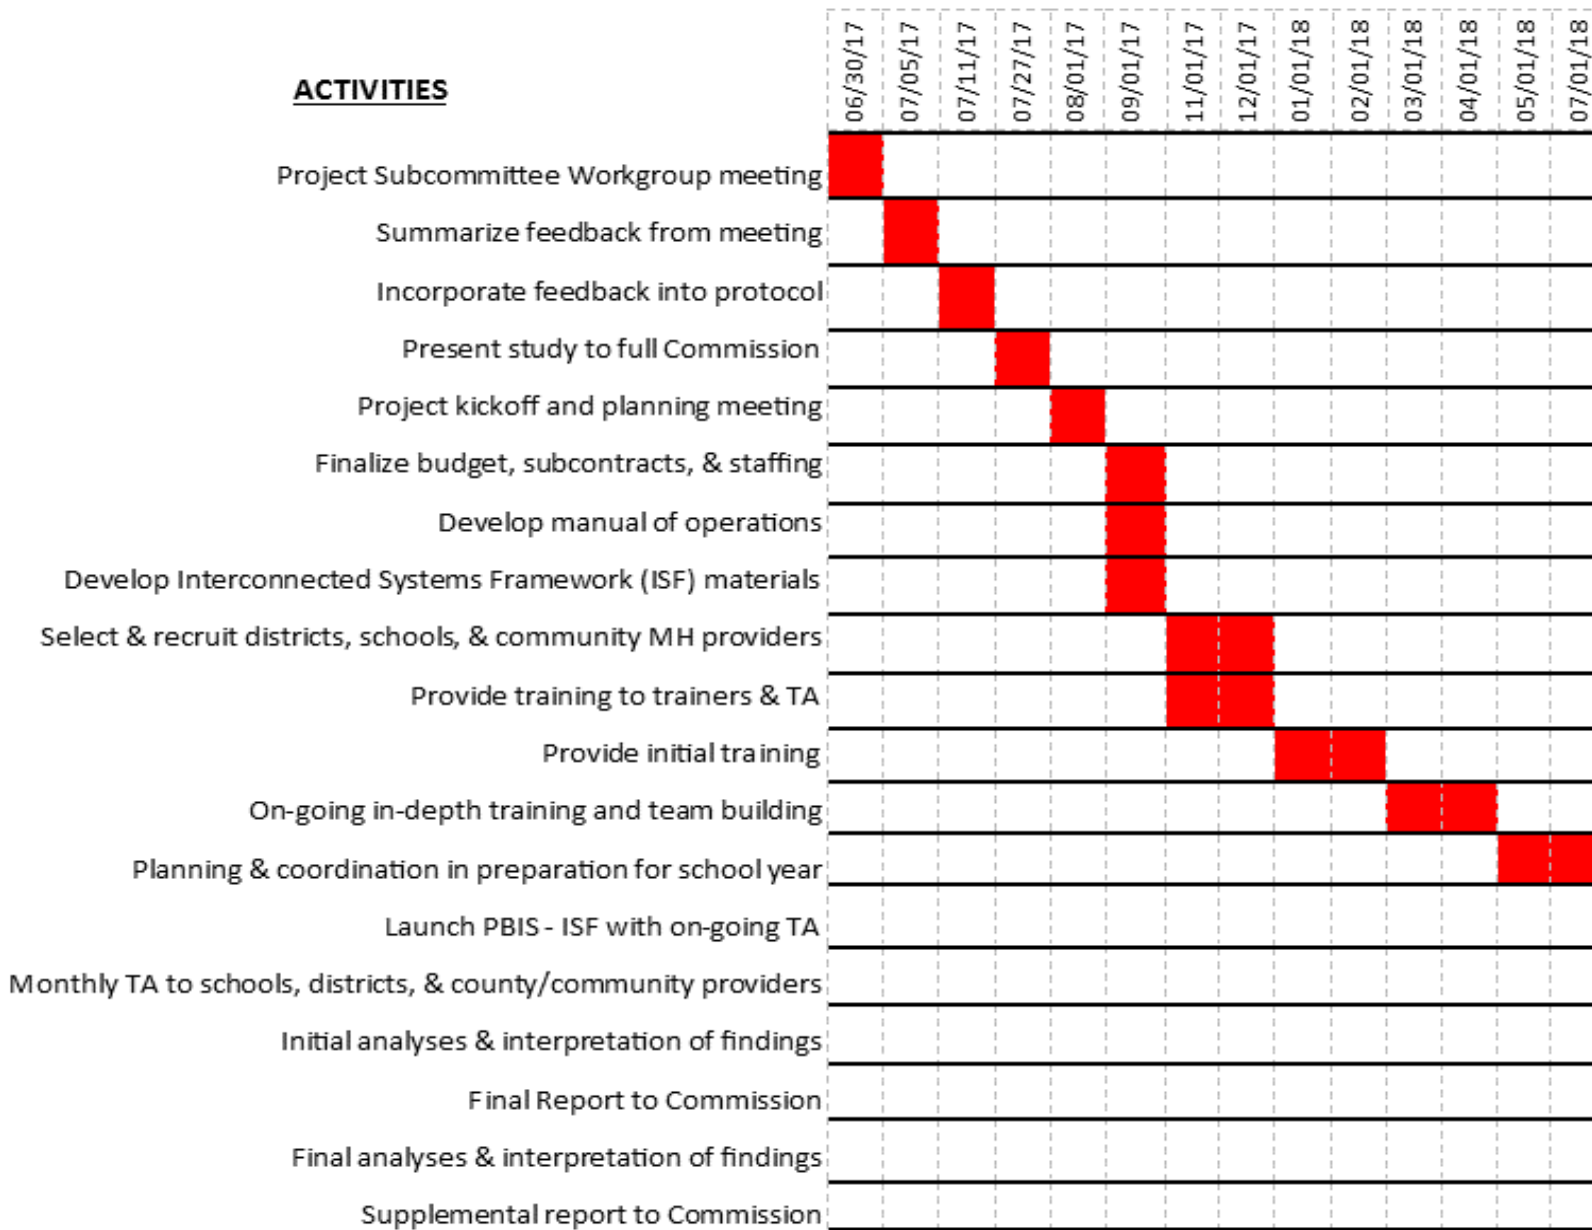 06/30/17
07/05/17
07/11/17
07/27/17
08/01/17
09/01/17
11/01/17
12/01/17
01/01/18
02/01/18
03/01/18
04/01/18
05/01/18
07/01/18
ACTIVITIES
Project Subcommittee Workgroup meeting
Summarize feedback from meeting
Incorporate feedback into protocol
Present study to full Commission
Project kickoff and planning meeting
Finalize budget, subcontracts, & staffing
Develop manual of operations
Develop Interconnected Systems Framework (ISF) materials
Select & recruit districts, schools, & community MH providers
Provide training to trainers & TA
Provide initial training
On-going in-depth training and team building
Planning & coordination in preparation for school year
Launch PBIS - ISF with on-going TA
Monthly TA to schools, districts, & county/community providers
Initial analyses & interpretation of findings
Final Report to Commission
Final analyses & interpretation of findings
Supplemental report to Commission